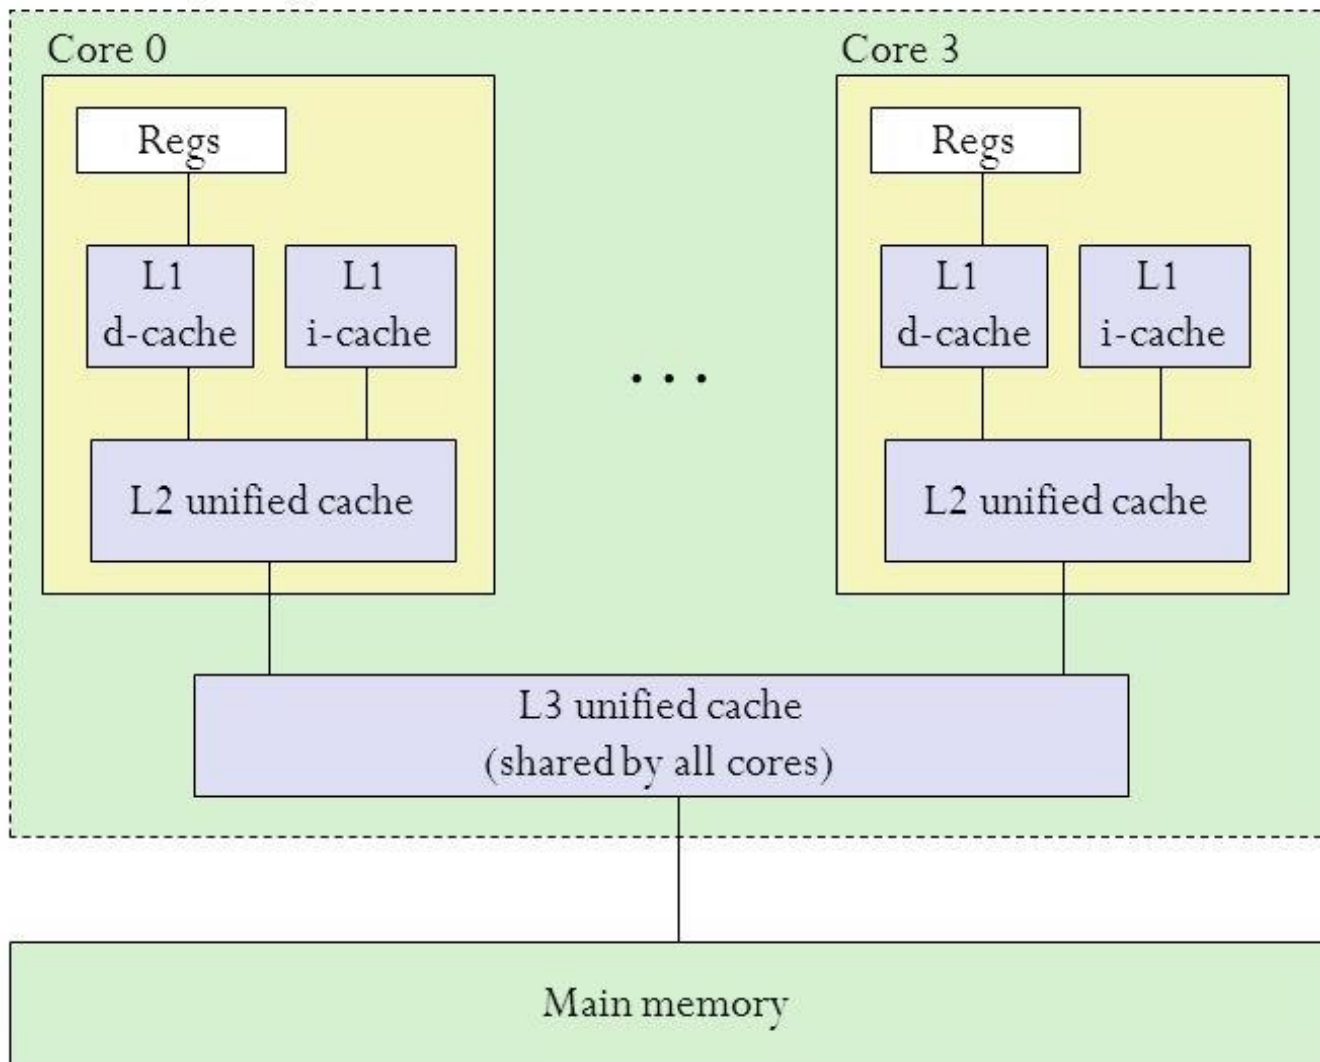 Core 0
Regs
L1
d-cache
L1
i-cache
L2 unified cache
. . .
Core 3
Regs
L1
d-cache
L1
i-cache
L2 unified cache
L3 unified cache
(shared by all cores)
Main memory